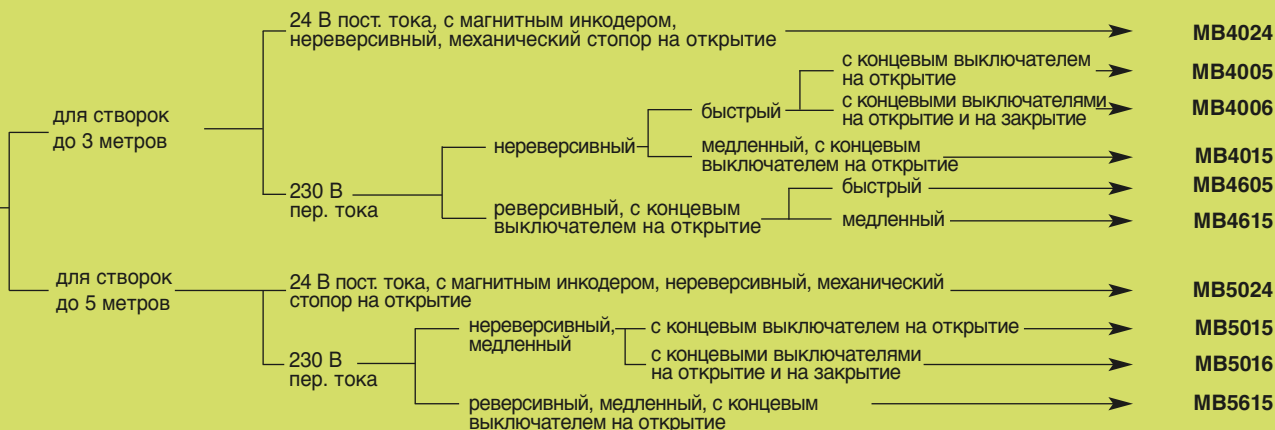 24 В пост. тока, с магнитным инкодером,
нереверсивный, механический стопор на открытие
MB4024
с концевым выключателем
на открытие
MB4005
быстрый
с концевыми выключателями
на открытие и на закрытие
MB4006
для створок
до 3 метров
нереверсивный
медленный, с концевым
выключателем на открытие
MB4015
230 В
пер. тока
реверсивный, с концевым
выключателем на открытие
быстрый
MB4605
медленный
MB4615
для створок
до 5 метров
24 В пост. тока, с магнитным инкодером, нереверсивный, механический
стопор на открытие
MB5024
нереверсивный,
медленный
с концевым выключателем на открытие
MB5015
230 В
пер. тока
с концевыми выключателями
на открытие и на закрытие
MB5016
реверсивный, медленный, с концевым
выключателем на открытие
MB5615